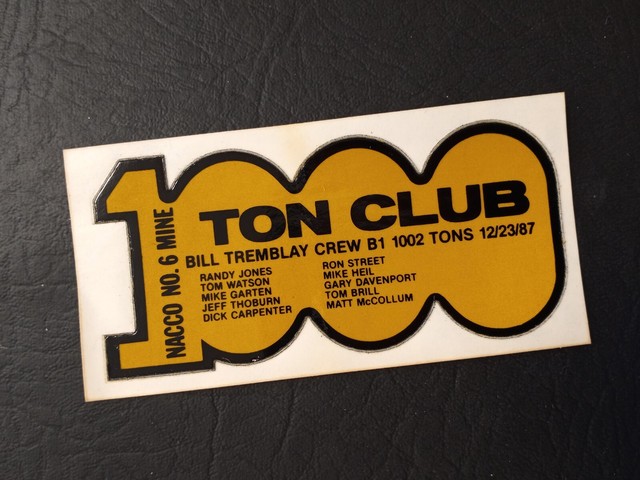 1000
NACCO NO. 6 MINE
TON CLUB
BILL TREMBLAY CREW B1 1002 TONS 12/23/87
RANDY JONES
TOM WATSON
MIKE GARTEN
JEFF THOBURN
DICK CARPENTER
RON STREET
MIKE HEIL
GARY DAVENPORT
TOM BRILL
MATT McCOLLUM